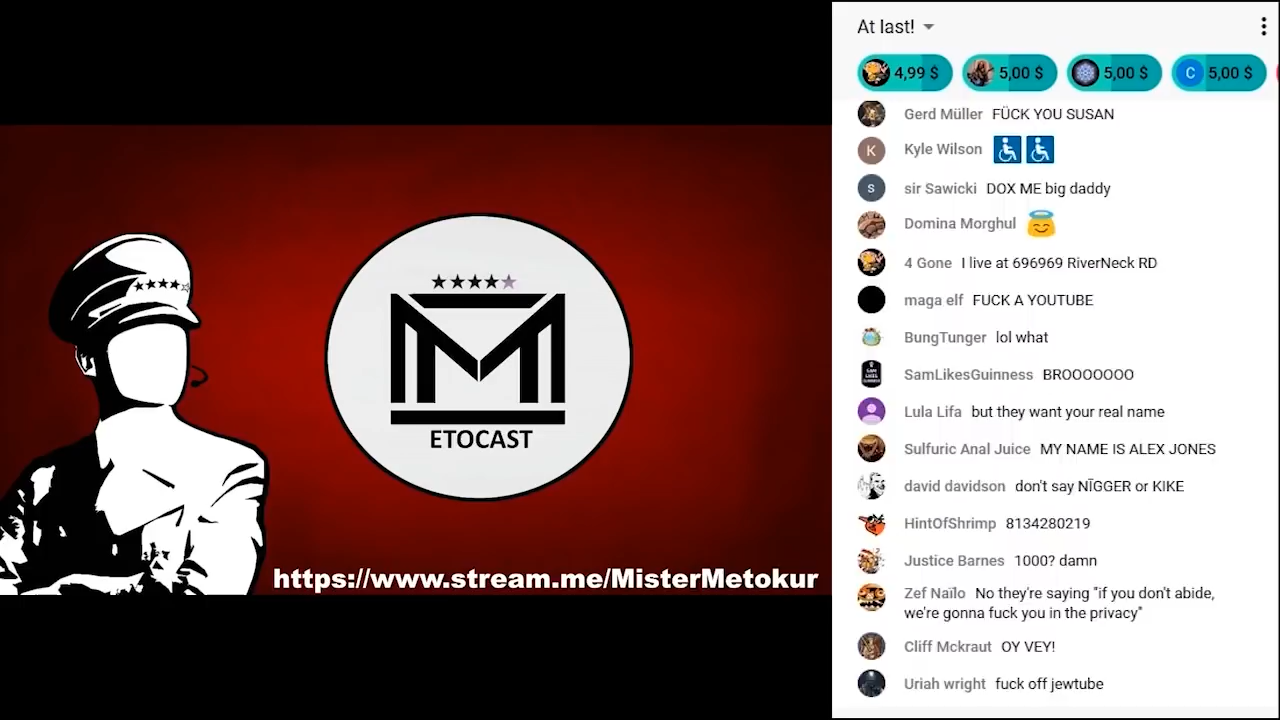 At last!
4,99 $ 5,00 $ 5,00 $ C 5,00 $
Gerd Müller FÜCK YOU SUSAN
K Kyle Wilson
s sir Sawicki DOX ME big daddy
Domina Morghul
4 Gone I live at 696969 RiverNeck RD
maga elf FUCK A YOUTUBE
BungTunger lol what
SamLikesGuinness BROOOOOOO
Lula Lifa but they want your real name
Sulfuric Anal Juice MY NAME IS ALEX JONES
david davidson don't say NĪGGER or KIKE
HintOfShrimp 8134280219
Justice Barnes 1000? damn
Zef Naïlo No they're saying "if you don't abide,
we're gonna fuck you in the privacy"
Cliff Mckraut OY VEY!
Uriah wright fuck off jewtube
M
ETOCAST
https://www.stream.me/MisterMetokur